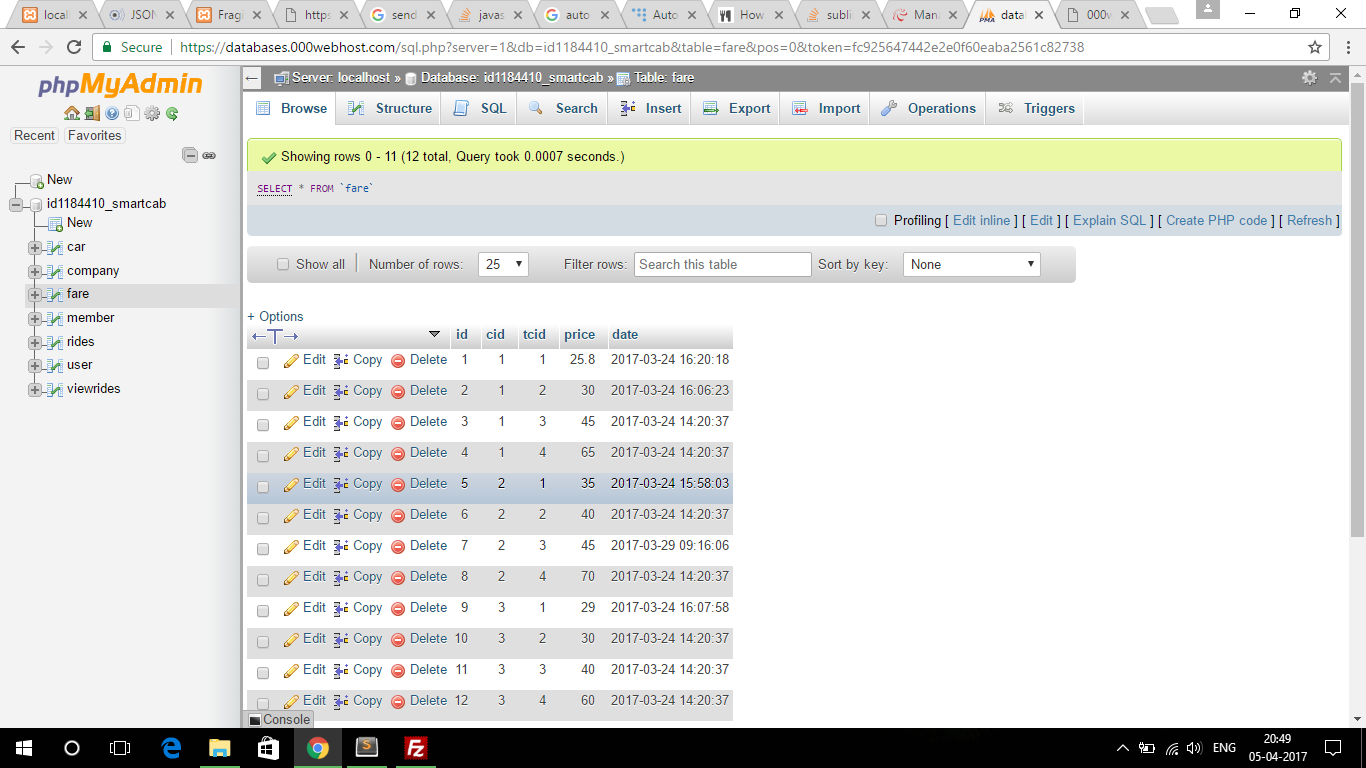 local
JSON
Fragi
https
send
javas
auto
Auto
How
subli
Mana
PMA
datal
000w
Secure
https://databases.000webhost.com/sql.php?server=1&db=id1184410_smartcab&table=fare&pos=0&token=fc925647442e2e0f60eaba2561c82738
phpMyAdmin
Recent Favorites
New
id1184410_smartcab
New
car
company
fare
member
rides
user
viewrides
Server: localhost » Database: id1184410_smartcab » Table: fare
Browse Structure SQL Search Insert Export Import Operations Triggers
Showing rows 0 - 11 (12 total, Query took 0.0007 seconds.)
SELECT * FROM `fare`
Profiling [ Edit inline ] [ Edit ] [ Explain SQL ] [ Create PHP code ] [ Refresh ]
Show all Number of rows: 25 Filter rows: Search this table Sort by key: None
+ Options
←T→ id cid tcid price date
Edit Copy Delete 1 1 1 25.8 2017-03-24 16:20:18
Edit Copy Delete 2 1 2 30 2017-03-24 16:06:23
Edit Copy Delete 3 1 3 45 2017-03-24 14:20:37
Edit Copy Delete 4 1 4 65 2017-03-24 14:20:37
Edit Copy Delete 5 2 1 35 2017-03-24 15:58:03
Edit Copy Delete 6 2 2 40 2017-03-24 14:20:37
Edit Copy Delete 7 2 3 45 2017-03-29 09:16:06
Edit Copy Delete 8 2 4 70 2017-03-24 14:20:37
Edit Copy Delete 9 3 1 29 2017-03-24 16:07:58
Edit Copy Delete 10 3 2 30 2017-03-24 14:20:37
Edit Copy Delete 11 3 3 40 2017-03-24 14:20:37
Edit Copy Delete 12 3 4 60 2017-03-24 14:20:37
Console
ENG
20:49
05-04-2017